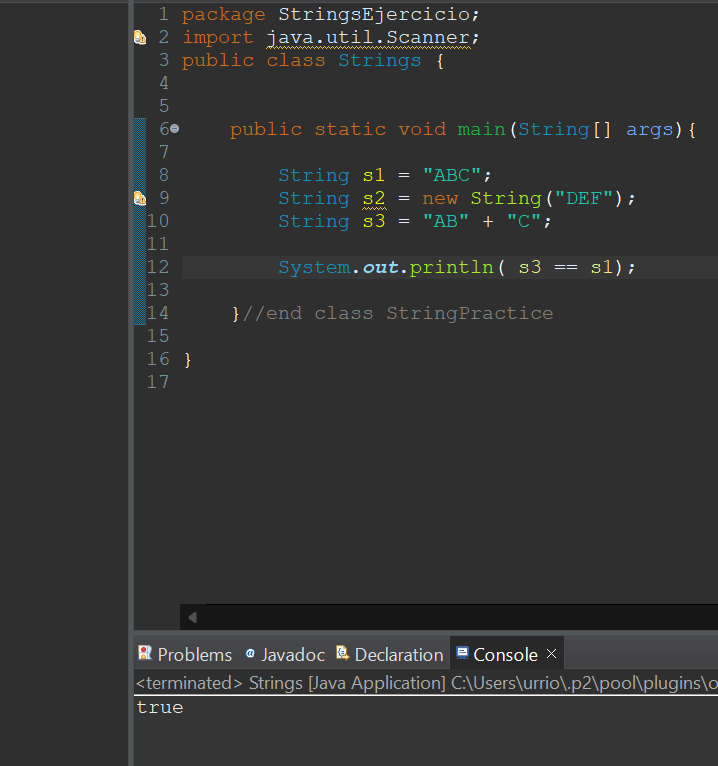 1 package StringsEjercicio;
2 import java.util.Scanner;
3 public class Strings {
4
5
6 public static void main(String[] args){
7
8 String s1 = "ABC";
9 String s2 = new String("DEF");
10 String s3 = "AB" + "C";
11
12 System.out.println( s3 == s1);
13
14 }//end class StringPractice
15
16 }
17
Problems @ Javadoc Declaration Console ×
<terminated> Strings [Java Application] C:\Users\urrio\.p2\pool\plugins\o
true